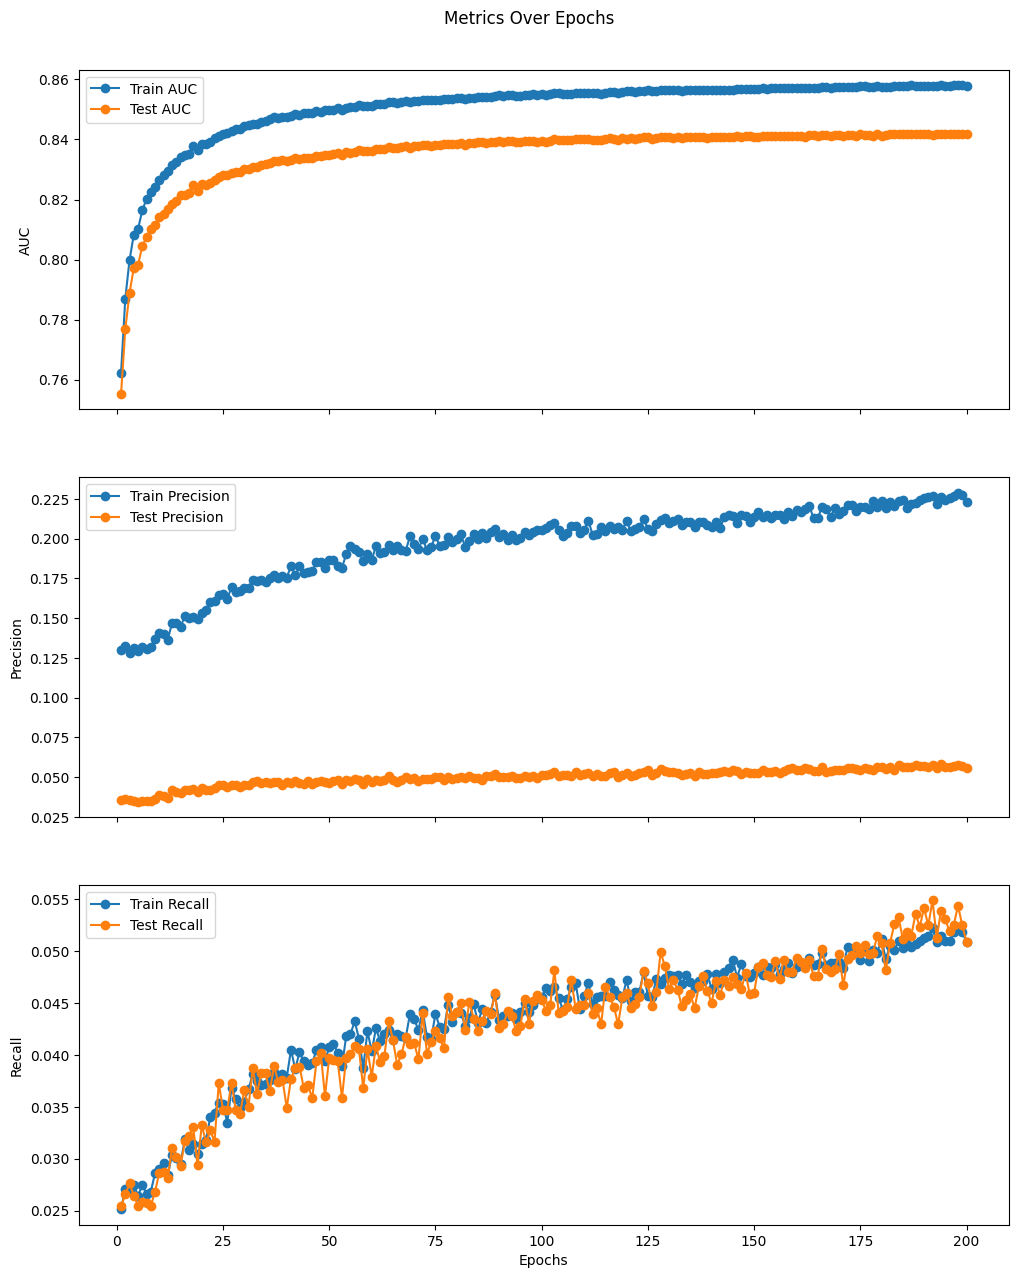 Metrics Over Epochs
Train AUC
Test AUC
0.86
0.84
0.82
0.80
0.78
0.76
AUC
Train Precision
Test Precision
0.225
0.200
0.175
0.150
0.125
0.100
0.075
0.050
0.025
Precision
Train Recall
Test Recall
0.055
0.050
0.045
0.040
0.035
0.030
0.025
Recall
0 25 50 75 100 125 150 175 200
Epochs